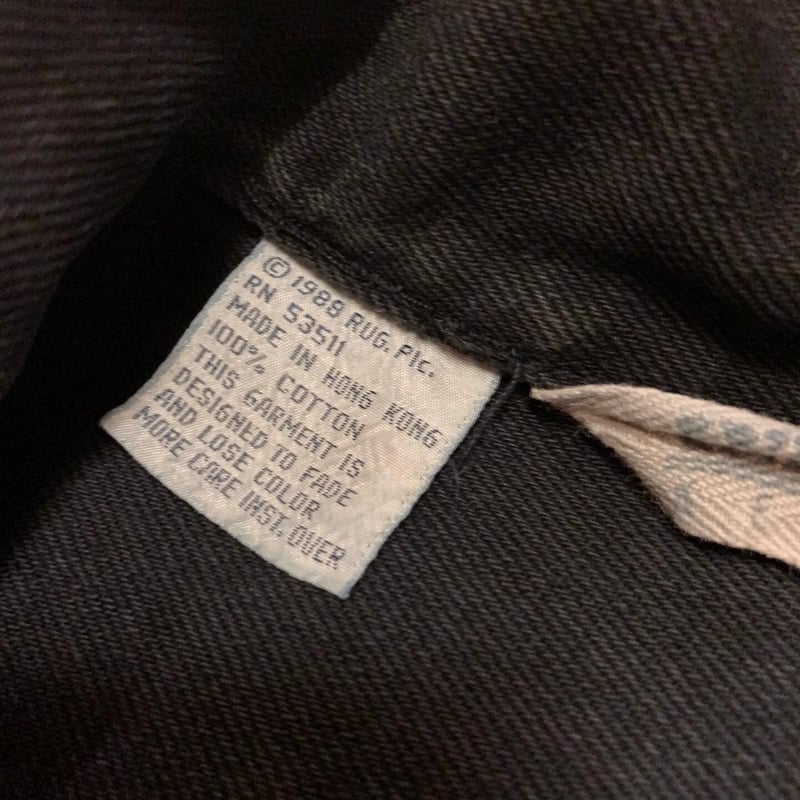 © 1988 RUG. PIC.
RN 53511
MADE IN HONG KONG
100% COTTON
THIS GARMENT IS
DESIGNED TO FADE
AND LOSE COLOR
MORE CARE INST. OVER